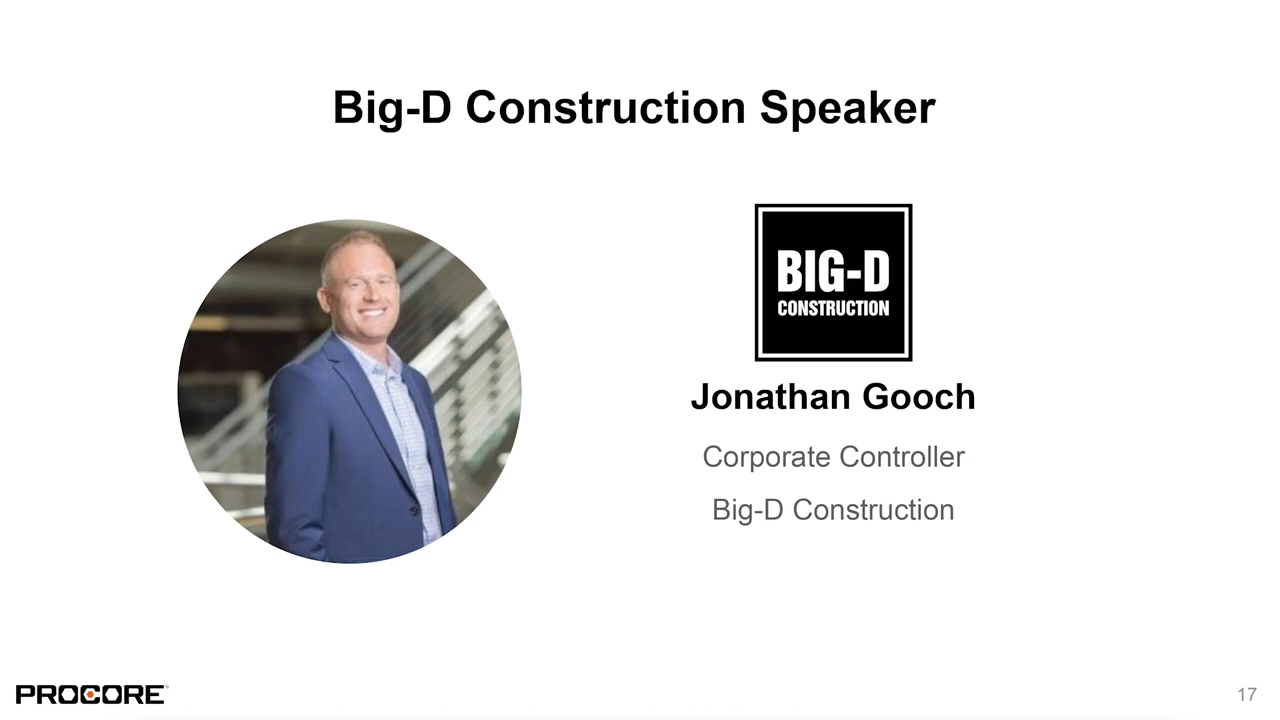 Big-D Construction Speaker
BIG-D
CONSTRUCTION
Jonathan Gooch
Corporate Controller
Big-D Construction
PROCORE
17